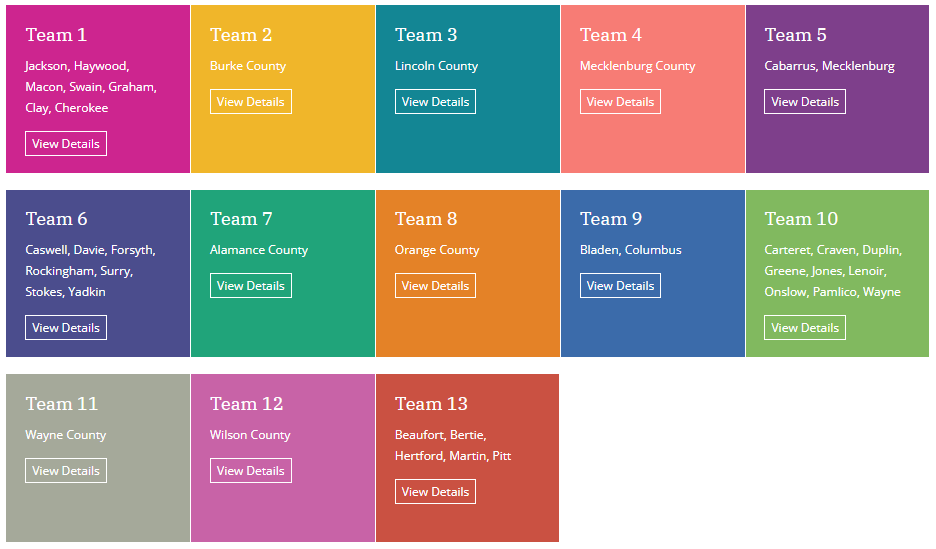 Team 1
Jackson, Haywood,
Macon, Swain, Graham,
Clay, Cherokee
View Details
Team 2
Burke County
View Details
Team 3
Lincoln County
View Details
Team 4
Mecklenburg County
View Details
Team 5
Cabarrus, Mecklenburg
View Details
Team 6
Caswell, Davie, Forsyth,
Rockingham, Surry,
Stokes, Yadkin
View Details
Team 7
Alamance County
View Details
Team 8
Orange County
View Details
Team 9
Bladen, Columbus
View Details
Team 10
Carteret, Craven, Duplin,
Greene, Jones, Lenoir,
Onslow, Pamlico, Wayne
View Details
Team 11
Wayne County
View Details
Team 12
Wilson County
View Details
Team 13
Beaufort, Bertie,
Hertford, Martin, Pitt
View Details